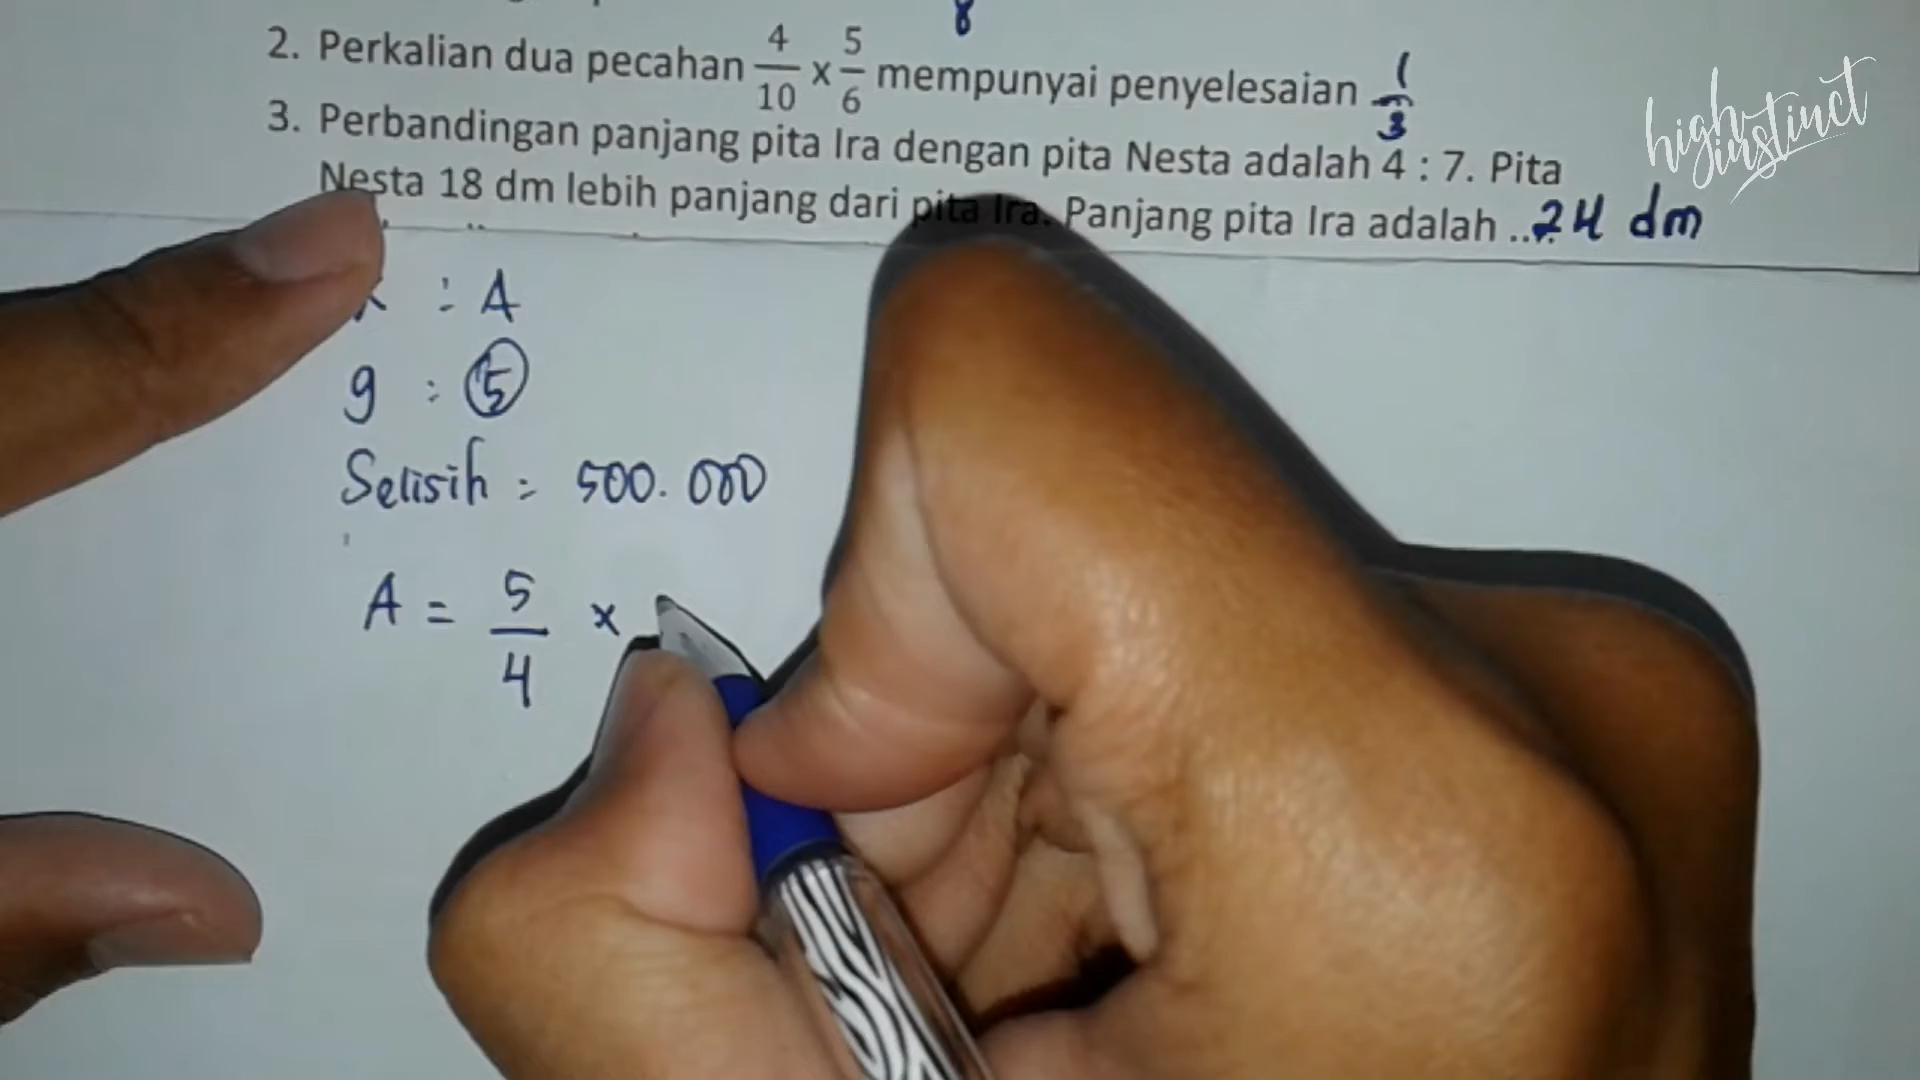 2. Perkalian dua pecahan 4/10 x 5/6 mempunyai penyelesaian 1/3
3. Perbandingan panjang pita Ira dengan pita Nesta adalah 4 : 7. Pita
Nesta 18 dm lebih panjang dari pita Ira. Panjang pita Ira adalah .... 24 dm
high instinct
: A
9 : 5
Selisih = 500.000
A = 5/4 x